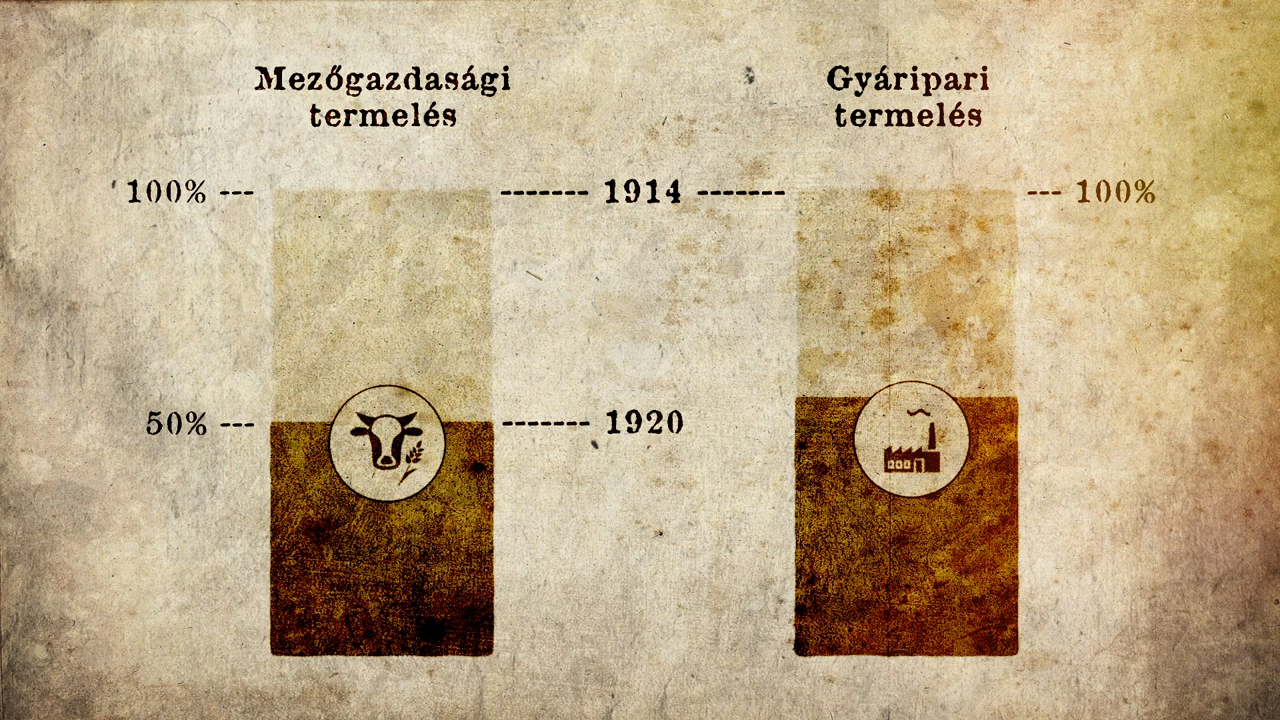 Mezőgazdasági
termelés
Gyáripari
termelés
100% --- ------- 1914 ------- --- 100%
50% --- ------- 1920